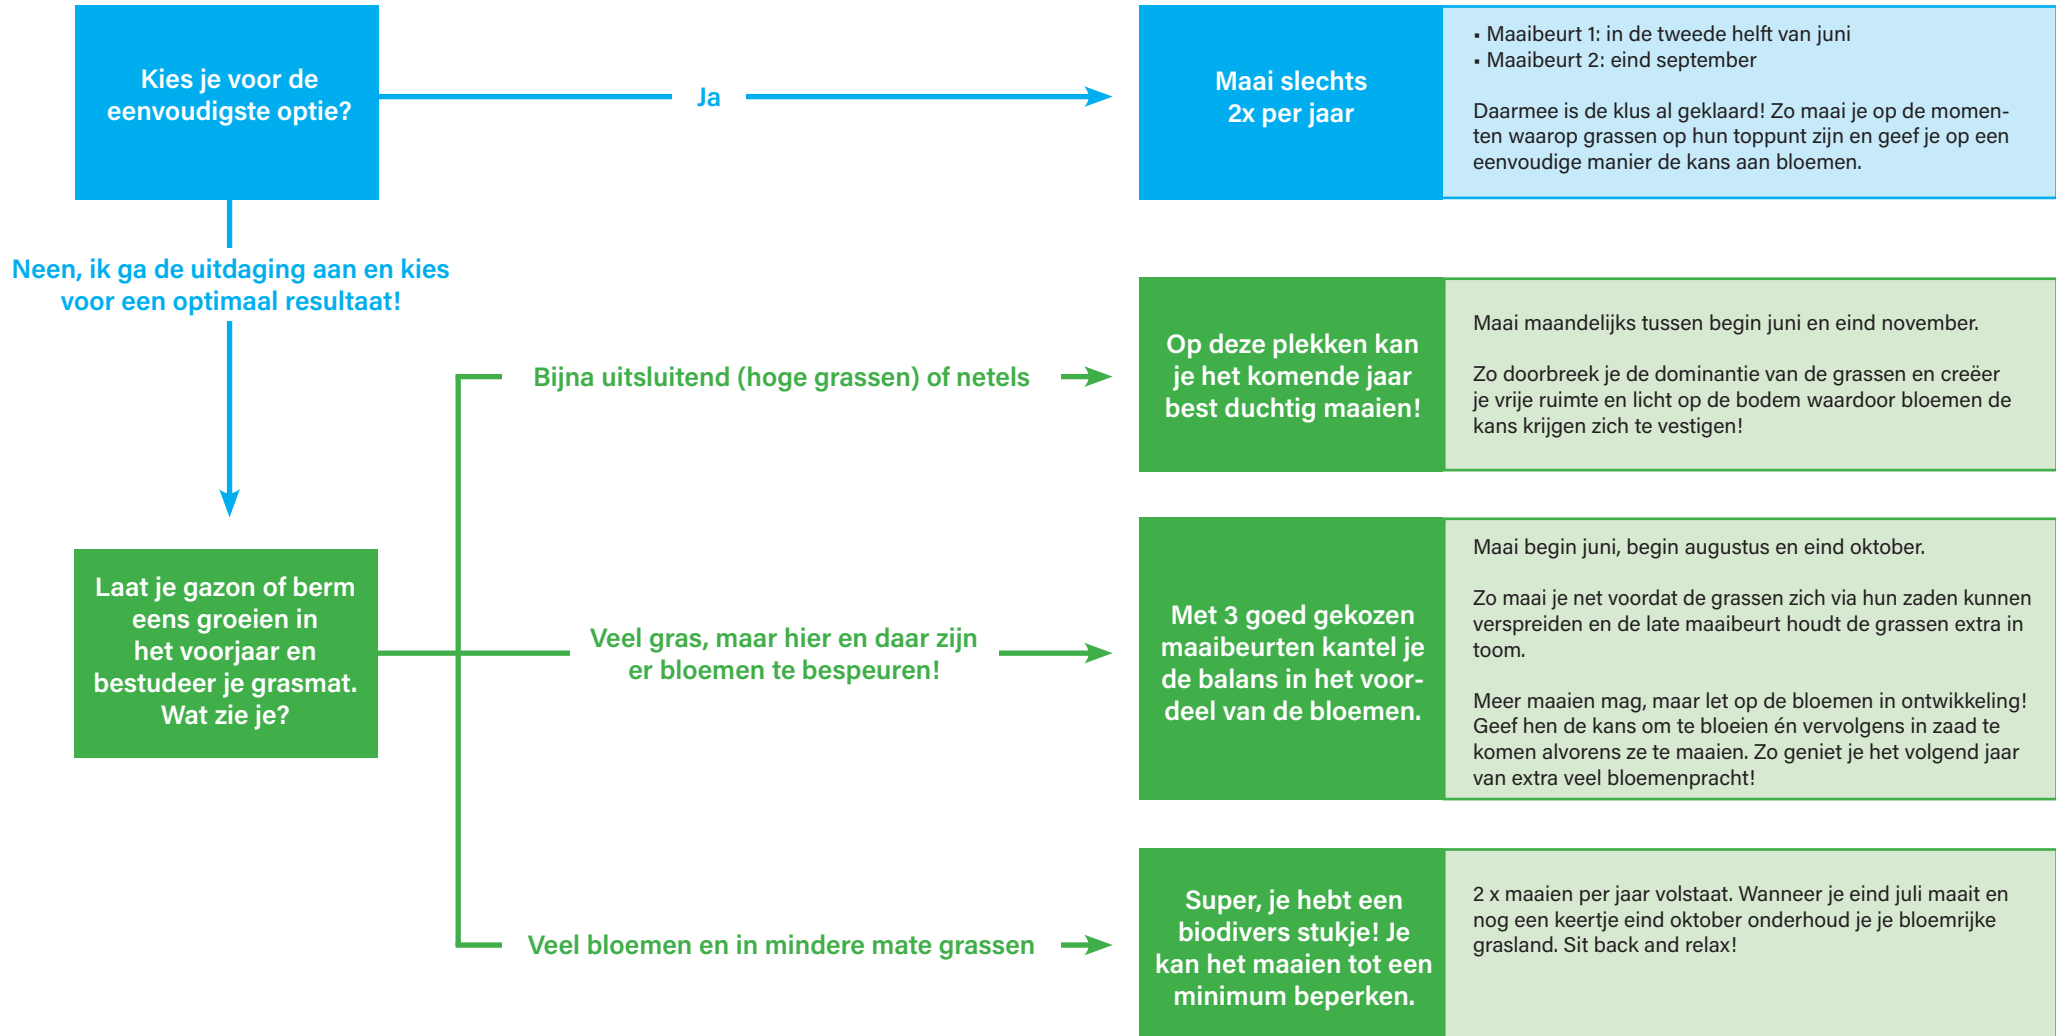 Kies je voor de
eenvoudigste optie?
Ja
Maai slechts
2x per jaar
• Maaibeurt 1: in de tweede helft van juni
• Maaibeurt 2: eind september
Daarmee is de klus al geklaard! Zo maai je op de momen-
ten waarop grassen op hun toppunt zijn en geef je op een
eenvoudige manier de kans aan bloemen.
Neen, ik ga de uitdaging aan en kies
voor een optimaal resultaat!
Laat je gazon of berm
eens groeien in
het voorjaar en
bestudeer je grasmat.
Wat zie je?
Bijna uitsluitend (hoge grassen) of netels
Op deze plekken kan
je het komende jaar
best duchtig maaien!
Maai maandelijks tussen begin juni en eind november.
Zo doorbreek je de dominantie van de grassen en creëer
je vrije ruimte en licht op de bodem waardoor bloemen de
kans krijgen zich te vestigen!
Veel gras, maar hier en daar zijn
er bloemen te bespeuren!
Met 3 goed gekozen
maaibeurten kantel je
de balans in het voor-
deel van de bloemen.
Maai begin juni, begin augustus en eind oktober.
Zo maai je net voordat de grassen zich via hun zaden kunnen
verspreiden en de late maaibeurt houdt de grassen extra in
toom.
Meer maaien mag, maar let op de bloemen in ontwikkeling!
Geef hen de kans om te bloeien én vervolgens in zaad te
komen alvorens ze te maaien. Zo geniet je het volgend jaar
van extra veel bloemenpracht!
Veel bloemen en in mindere mate grassen
Super, je hebt een
biodivers stukje! Je
kan het maaien tot een
minimum beperken.
2 x maaien per jaar volstaat. Wanneer je eind juli maait en
nog een keertje eind oktober onderhoud je je bloemrijke
grasland. Sit back and relax!